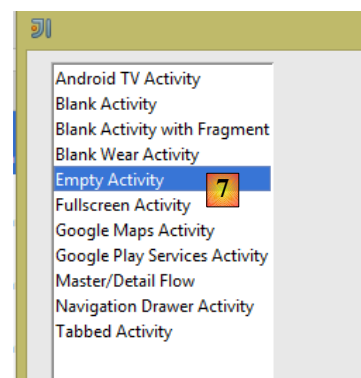 Android TV Activity
Blank Activity
Blank Activity with Fragment
Blank Wear Activity
Empty Activity
7
Fullscreen Activity
Google Maps Activity
Google Play Services Activity
Master/Detail Flow
Navigation Drawer Activity
Tabbed Activity